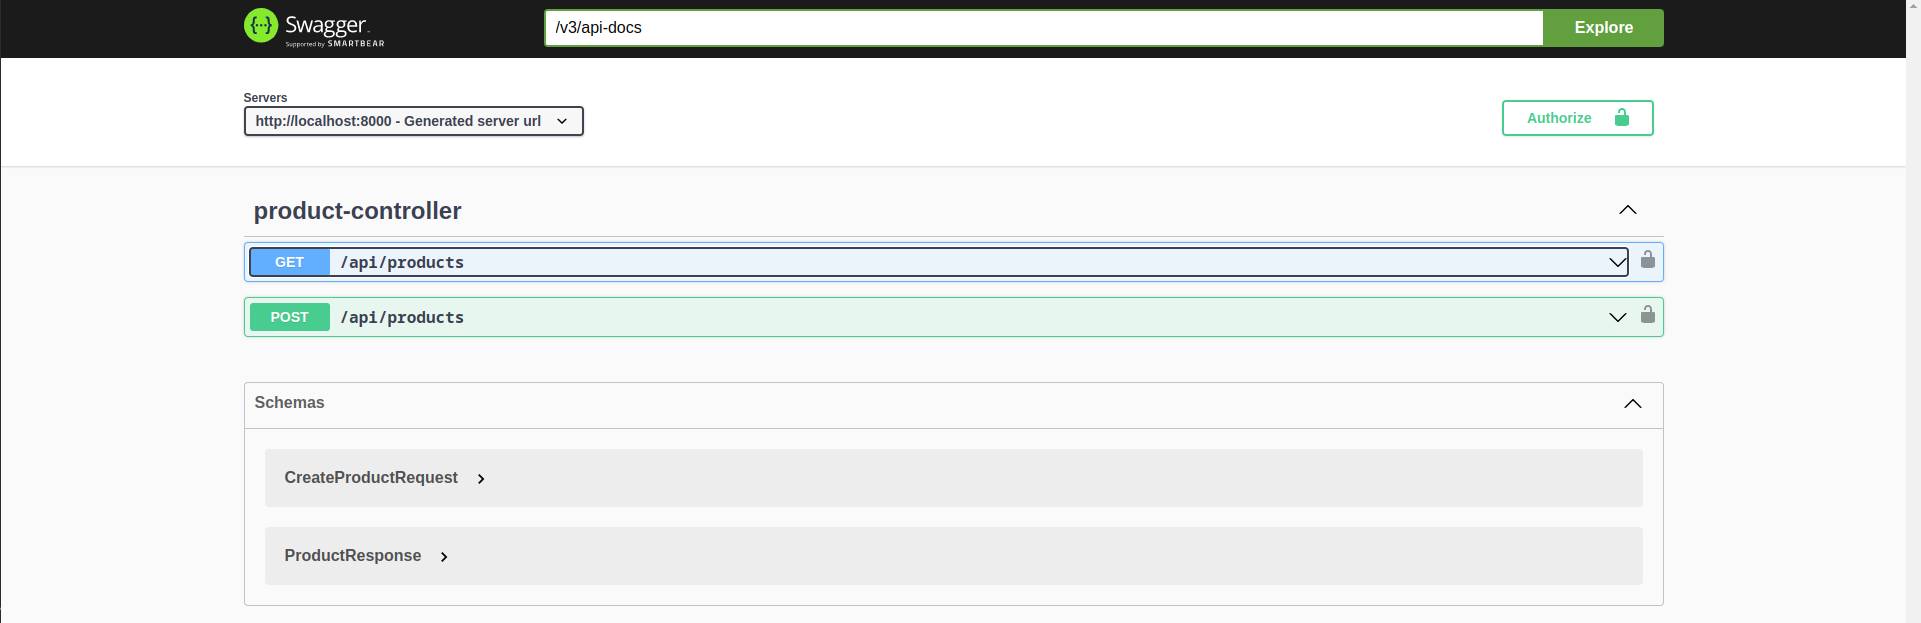 Swagger
Supported by SMARTBEAR
/v3/api-docs
Explore
Servers
http://localhost:8000 - Generated server url
Authorize
product-controller
GET /api/products
POST /api/products
Schemas
CreateProductRequest
ProductResponse